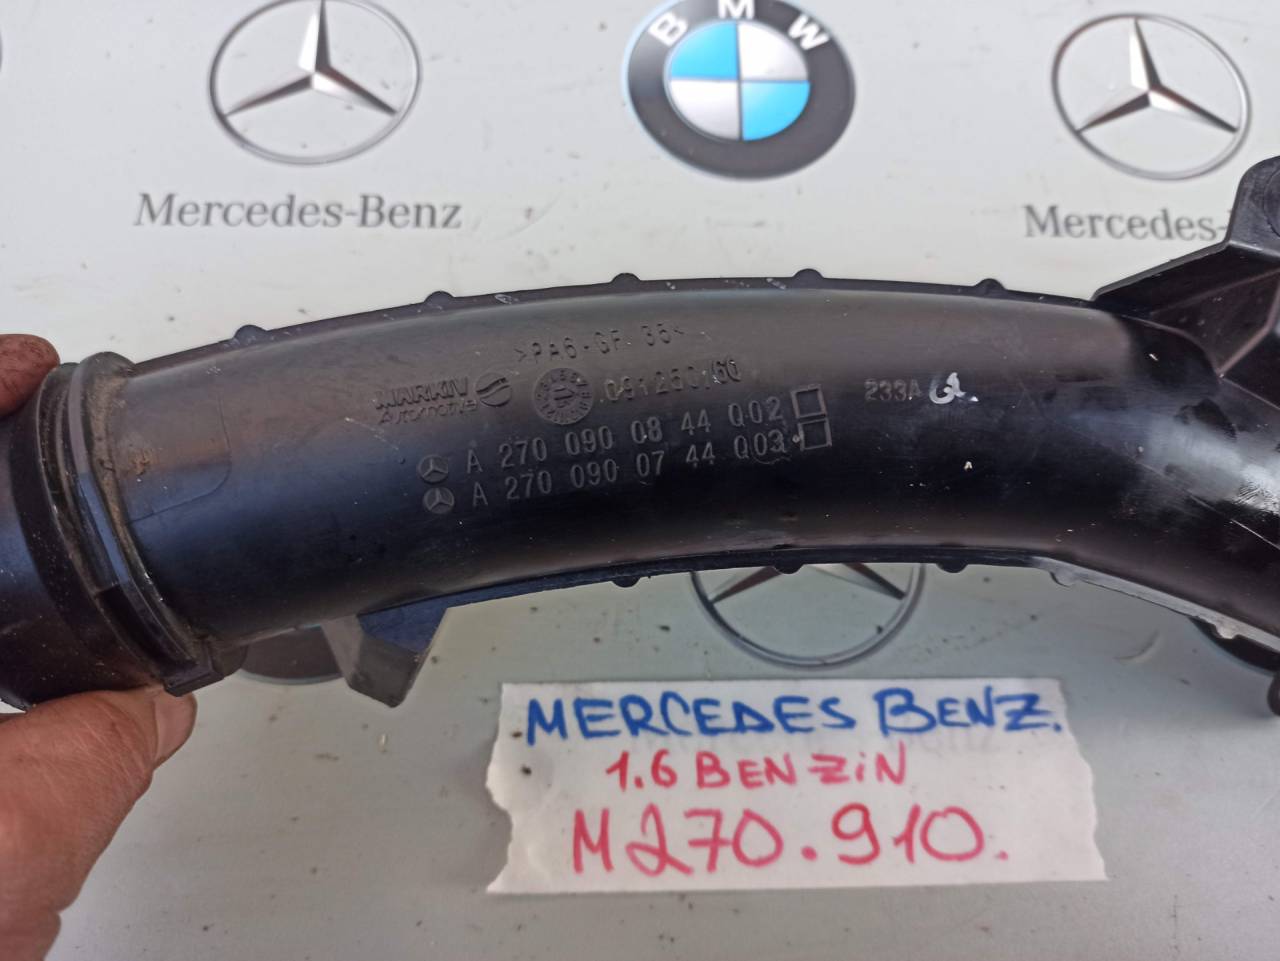 BMW
Mercedes-Benz
Mercedes-
>PA6-GF 35<
MARKIV
Automotive
091250160
233A
A 270 090 08 44 Q02
A 270 090 07 44 Q03
MERCEDES BENZ.
1.6 BENZiN
M270.910.